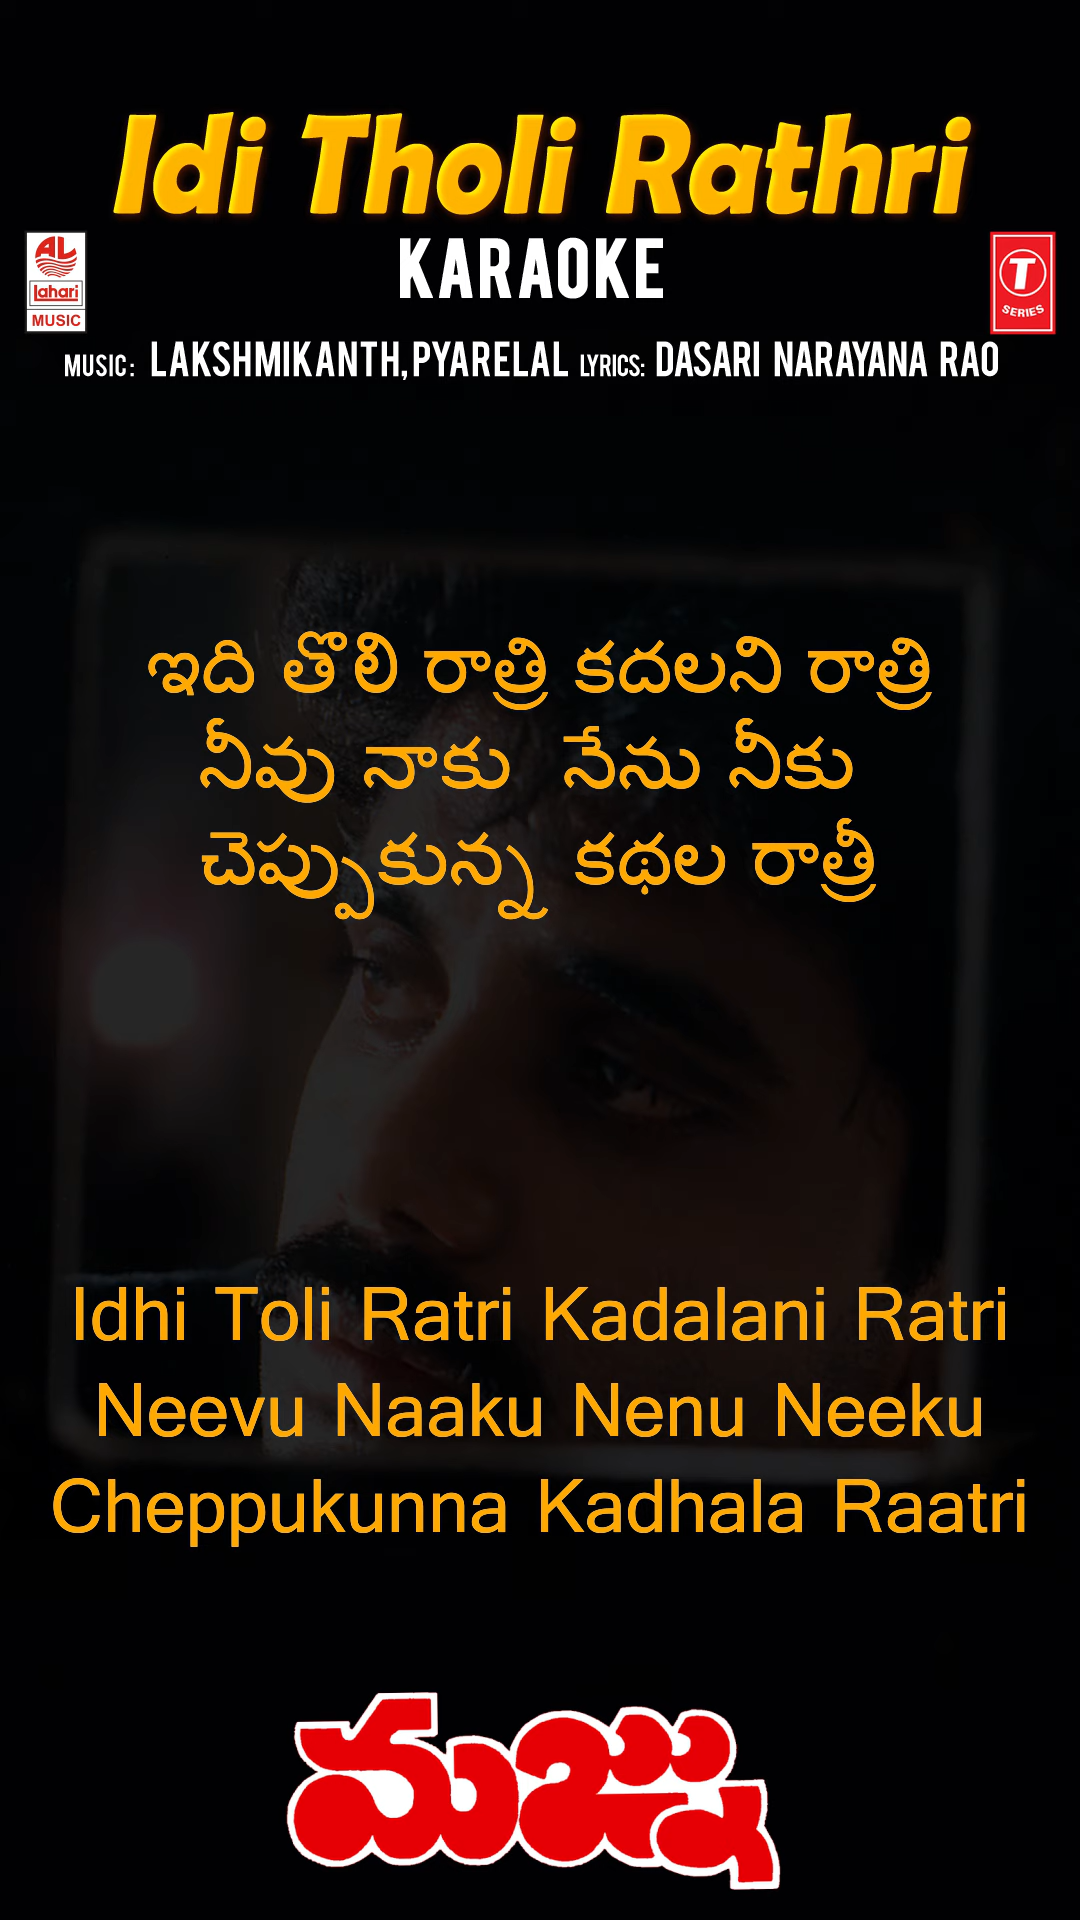 Idi Tholi Rathri
KARAOKE
AL
Lahari
MUSIC
T
SERIES
MUSIC: LAKSHMIKANTH,PYARELAL LYRICS: DASARI NARAYANA RAO
ఇది తొలి రాత్రి కదలని రాత్రి
నీవు నాకు నేను నీకు
చెప్పుకున్న కథల రాత్రీ
Idhi Toli Ratri Kadalani Ratri
Neevu Naaku Nenu Neeku
Cheppukunna Kadhala Raatri
మజ్ను